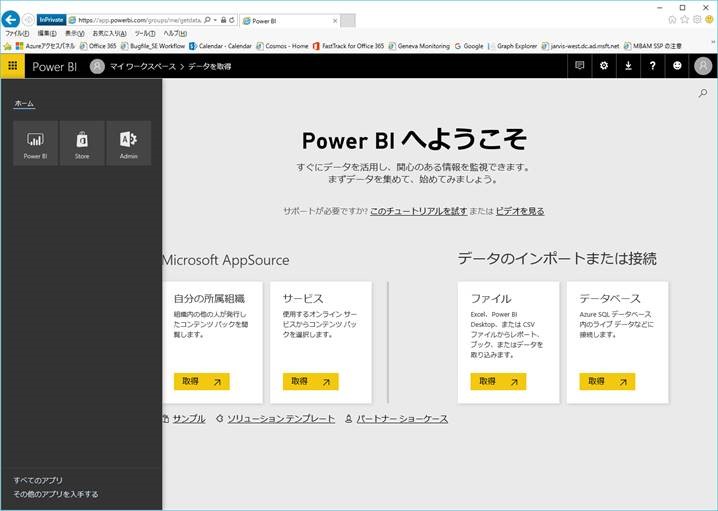 InPrivate https://app.powerbi.com/groups/me/getdata, Power BI
ファイル(F) 編集(E) 表示(V) お気に入り(A) ツール(T) ヘルプ(H)
Azureアクセスパネル Office 365 Bugfile_SE Workflow Calendar - Calendar Cosmos - Home FastTrack for Office 365 Geneva Monitoring Google Graph Explorer jarvis-west.dc.ad.msft.net MBAM SSP の注意
Power BI マイ ワークスペース > データを取得
ホーム
Power BI Store Admin
Power BI へようこそ
すぐにデータを活用し、関心のある情報を監視できます。
まずデータを集めて、始めてみましょう。
サポートが必要ですか? このチュートリアルを試す または ビデオを見る
Microsoft AppSource
データのインポートまたは接続
自分の所属組織
組織内の他の人が発行し
たコンテンツ パックを閲
覧します。
取得
サービス
使用するオンライン サー
ビスからコンテンツ パッ
クを選択します。
取得
ファイル
Excel、Power BI
Desktop、または CSV
ファイルからレポート、
ブック、またはデータを
取り込みます。
取得
データベース
Azure SQL データベース
内のライブ データなどに
接続します。
取得
サンプル ソリューション テンプレート パートナー ショーケース
すべてのアプリ
その他のアプリを入手する